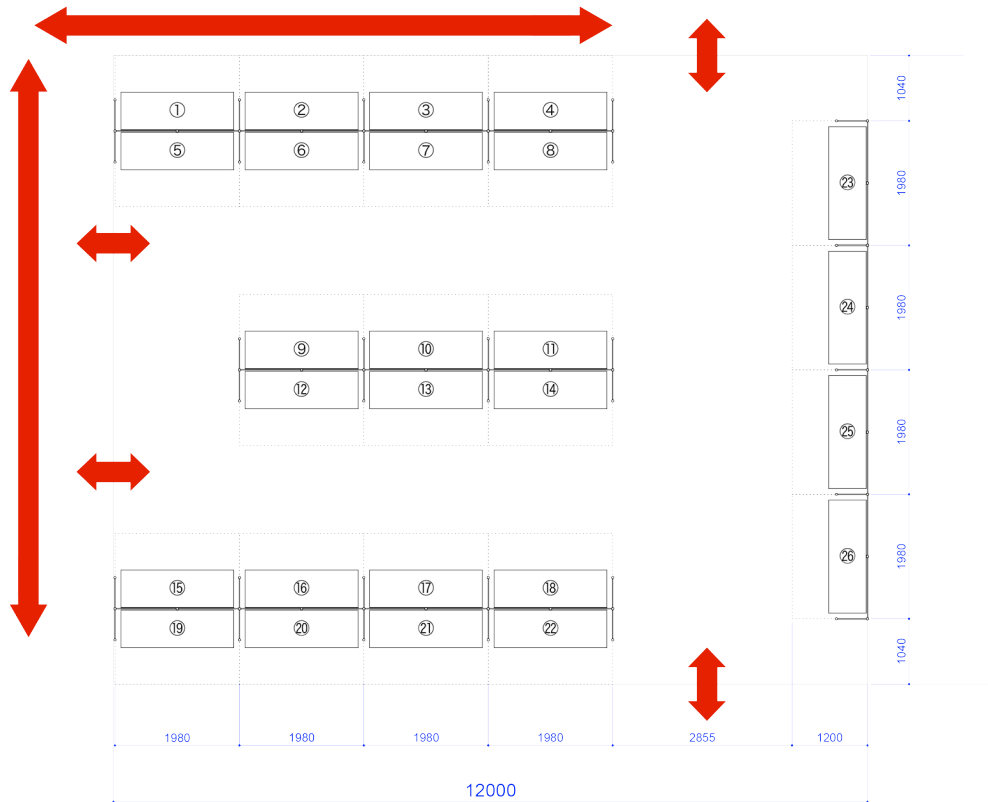 1040
① ② ③ ④
⑤ ⑥ ⑦ ⑧
㉓
1980
㉔
1980
⑨ ⑩ ⑪
⑫ ⑬ ⑭
㉕
1980
㉖
1980
⑮ ⑯ ⑰ ⑱
⑲ ⑳ ㉑ ㉒
1040
1980 1980 1980 1980 2855 1200
12000